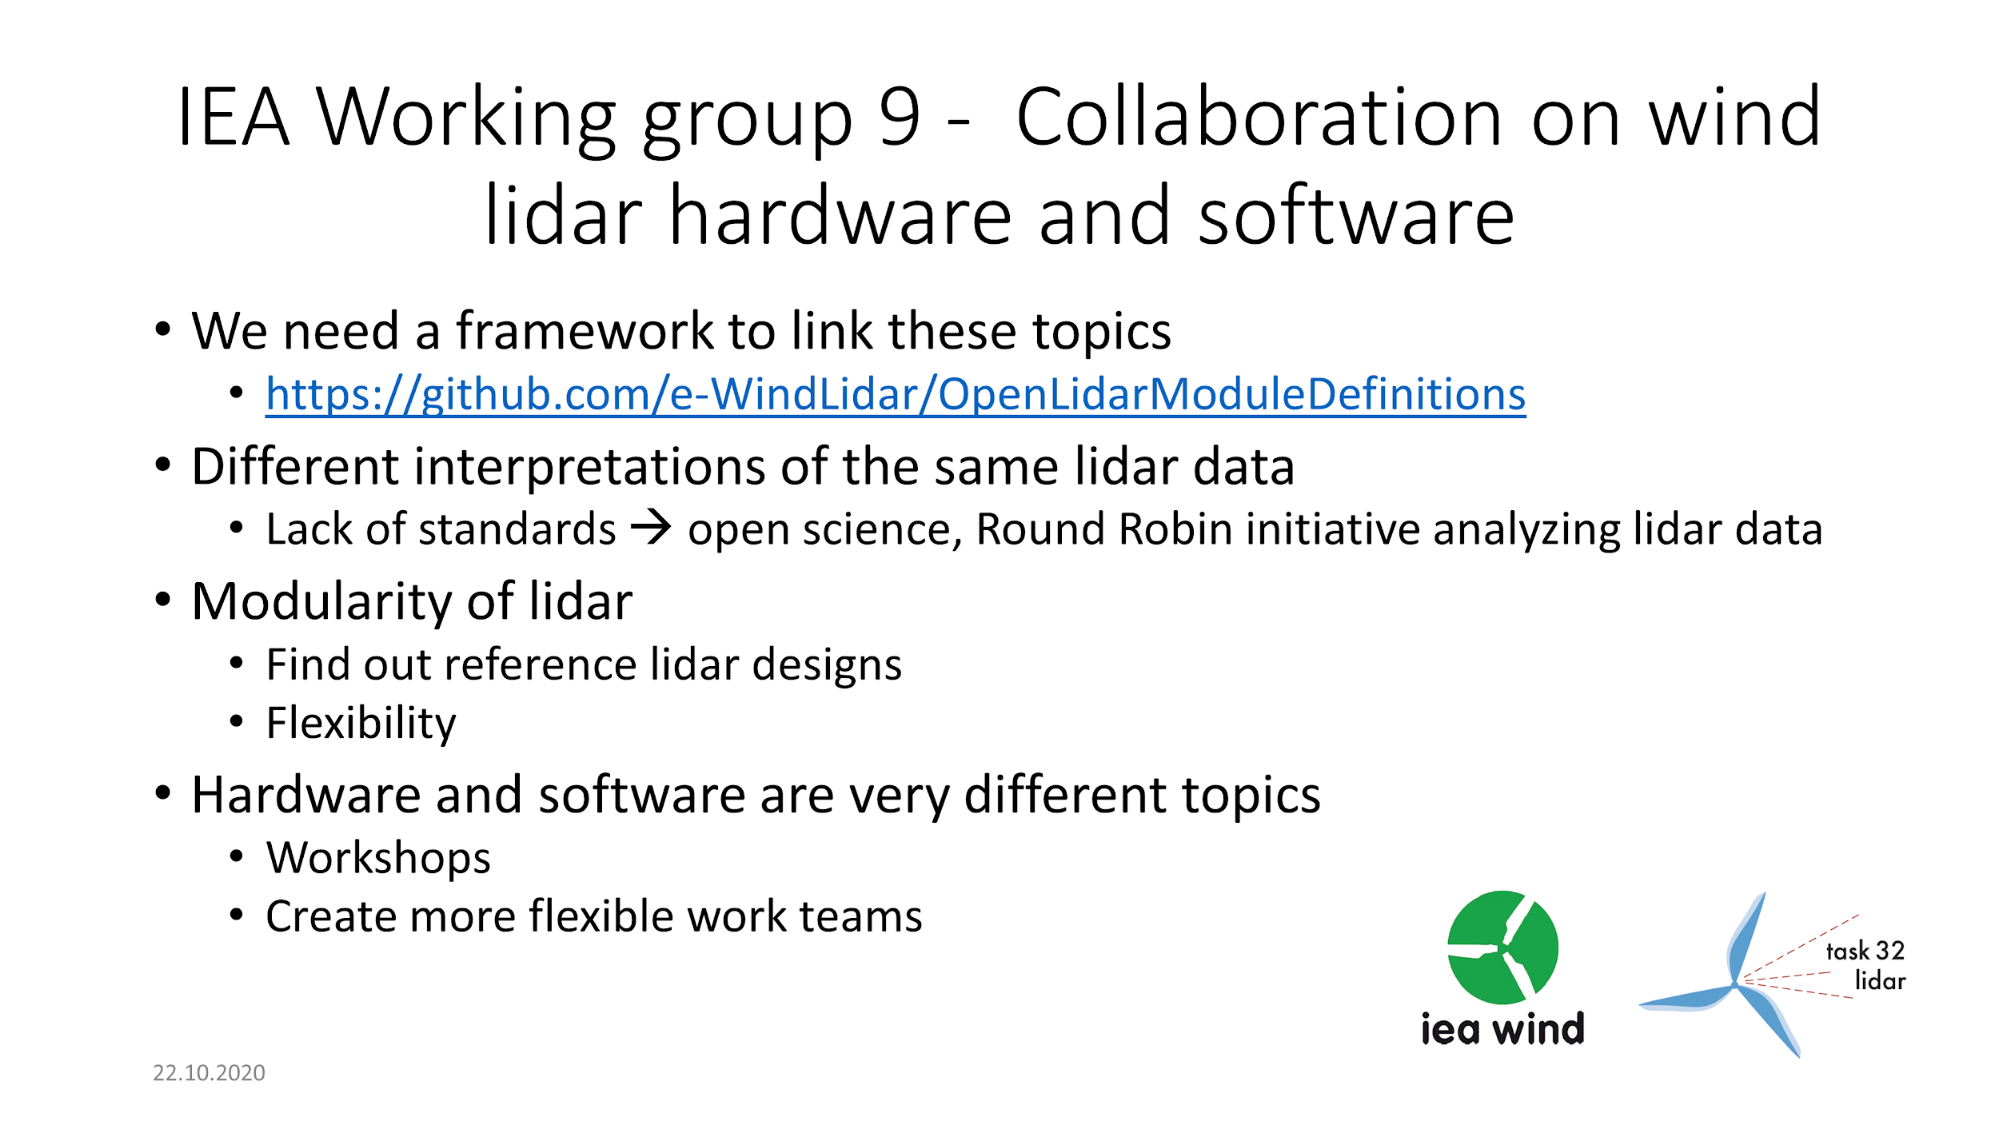 IEA Working group 9 - Collaboration on wind
lidar hardware and software
• We need a framework to link these topics
• https://github.com/e-WindLidar/OpenLidarModuleDefinitions
• Different interpretations of the same lidar data
• Lack of standards → open science, Round Robin initiative analyzing lidar data
• Modularity of lidar
• Find out reference lidar designs
• Flexibility
• Hardware and software are very different topics
• Workshops
• Create more flexible work teams
task 32
lidar
iea wind
22.10.2020